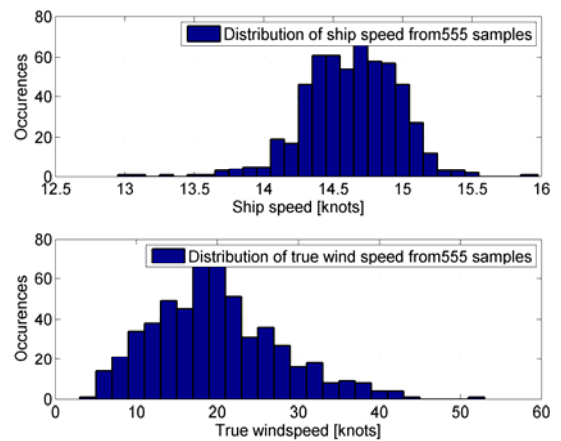 80
60
40
20
0
Occurences
Distribution of ship speed from555 samples
12.5 13 13.5 14 14.5 15 15.5 16
Ship speed [knots]
80
60
40
20
0
Occurences
Distribution of true wind speed from555 samples
0 10 20 30 40 50 60
True windspeed [knots]